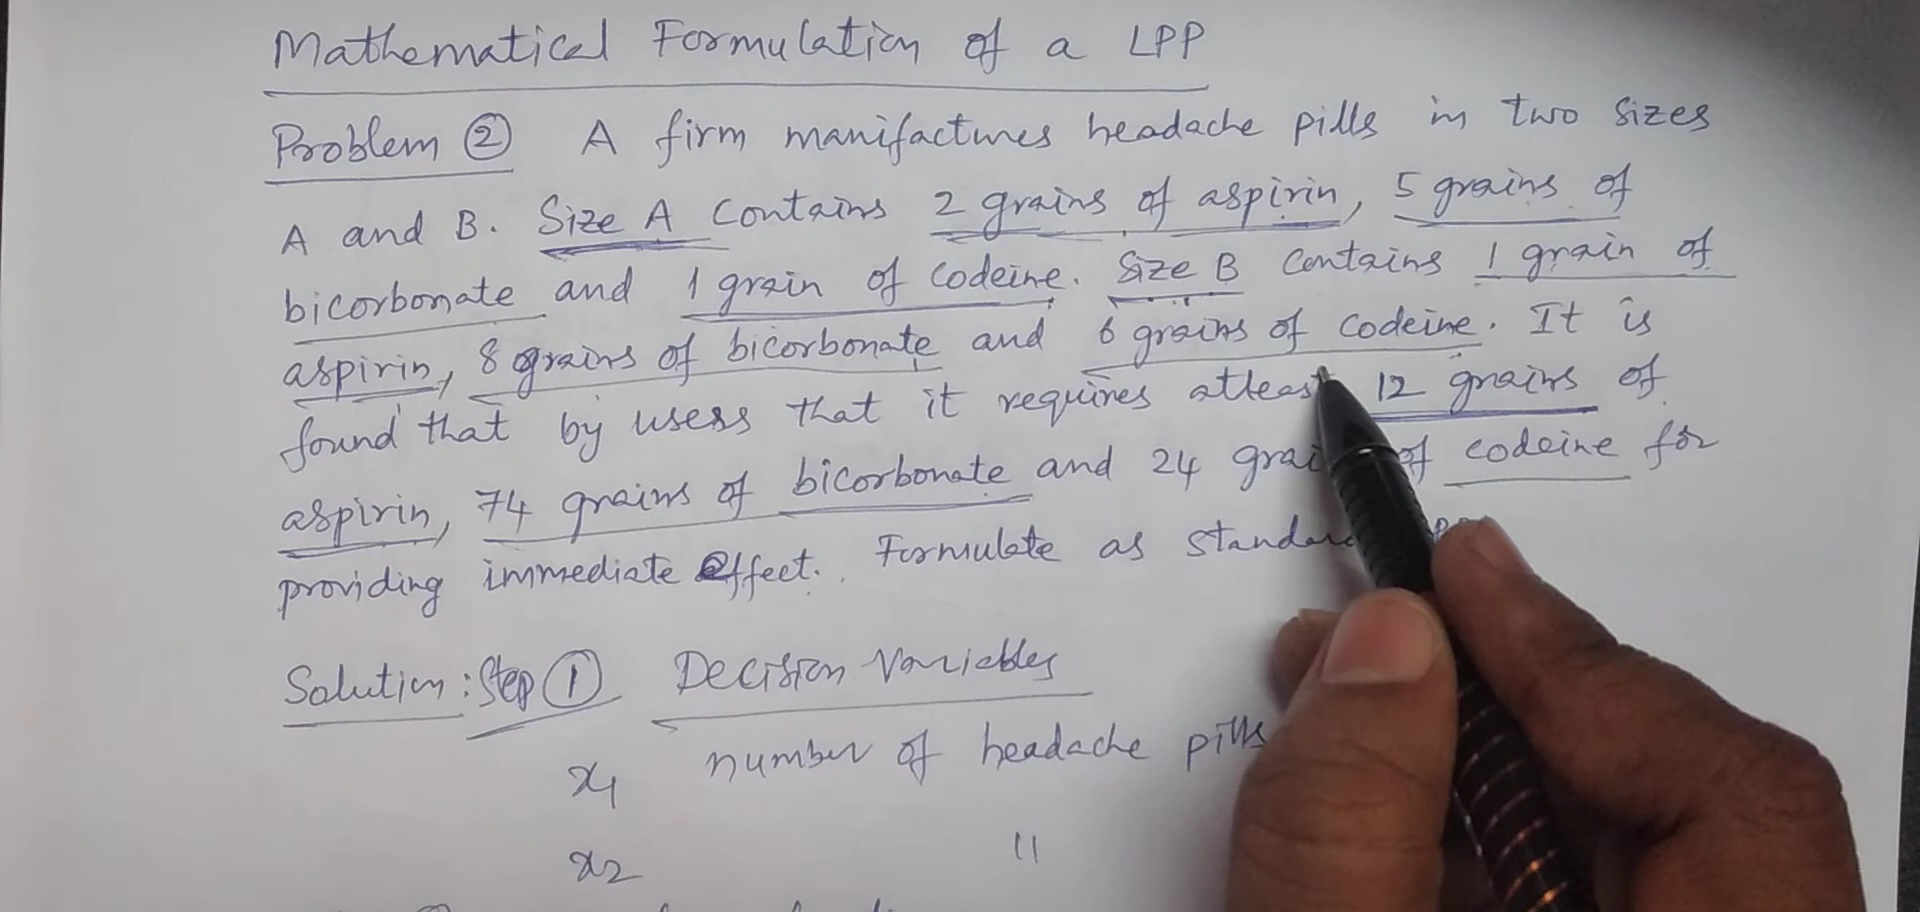 Mathematical Formulation of a LPP
Problem ② A firm manifactures headache pills in two sizes
A and B. Size A contains 2 grains of aspirin, 5 grains of
bicorbonate and 1 grain of codeine. Size B contains 1 grain of
aspirin, 8 grains of bicorbonate and 6 grains of codeine. It is
found that by usess that it requires atleast 12 grains of
aspirin, 74 grains of bicorbonate and 24 of codeine for
providing immediate effect. Formulate as
Solution: Step ① Decision Variables
x1 number of headache pills
x2 11